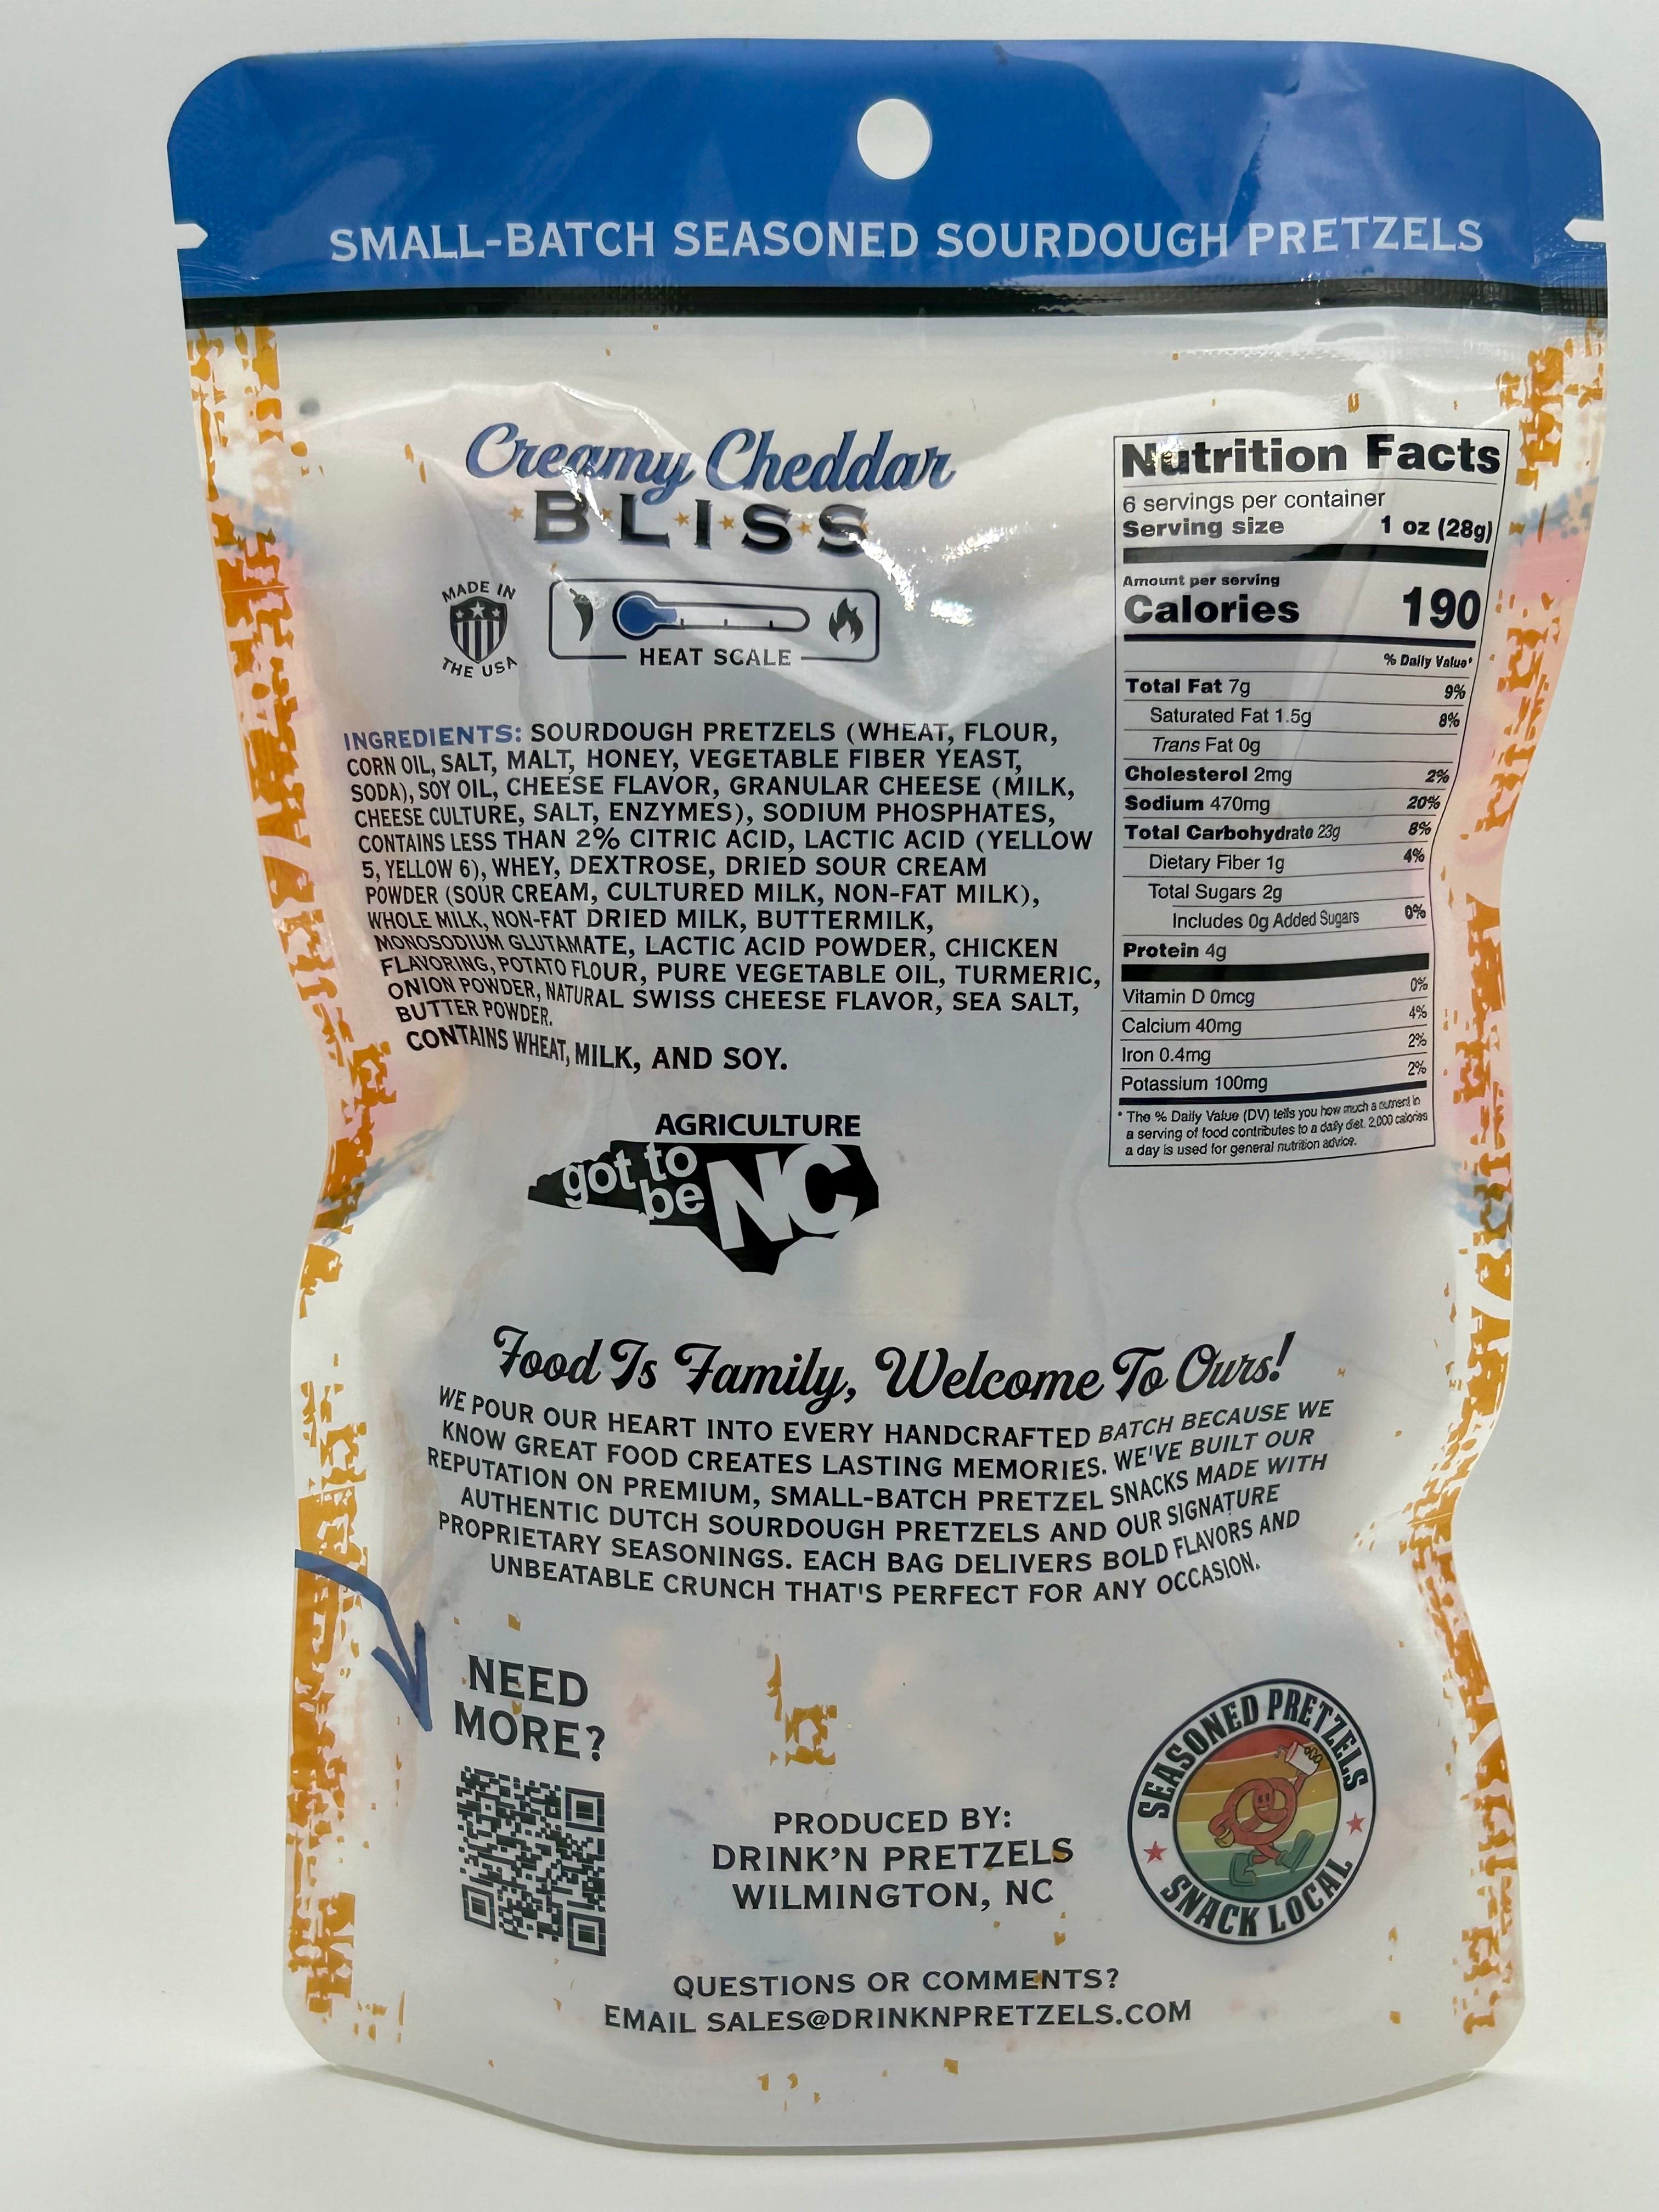 SMALL-BATCH SEASONED SOURDOUGH PRETZELS
Creamy Cheddar
BLISS
MADE IN
THE USA
HEAT SCALE
INGREDIENTS: SOURDOUGH PRETZELS (WHEAT, FLOUR,
CORN OIL, SALT, MALT, HONEY, VEGETABLE FIBER YEAST,
SODA), SOY OIL, CHEESE FLAVOR, GRANULAR CHEESE (MILK,
CHEESE CULTURE, SALT, ENZYMES), SODIUM PHOSPHATES,
CONTAINS LESS THAN 2% CITRIC ACID, LACTIC ACID (YELLOW
5, YELLOW 6), WHEY, DEXTROSE, DRIED SOUR CREAM
POWDER (SOUR CREAM, CULTURED MILK, NON-FAT MILK),
WHOLE MILK, NON-FAT DRIED MILK, BUTTERMILK,
MONOSODIUM GLUTAMATE, LACTIC ACID POWDER, CHICKEN
FLAVORING, POTATO FLOUR, PURE VEGETABLE OIL, TURMERIC,
ONION POWDER, NATURAL SWISS CHEESE FLAVOR, SEA SALT,
BUTTER POWDER.
CONTAINS WHEAT, MILK, AND SOY.
Nutrition Facts
6 servings per container
Serving size 1 oz (28g)
Amount per serving
Calories 190
% Daily Value*
Total Fat 7g 9%
Saturated Fat 1.5g 8%
Trans Fat 0g
Cholesterol 2mg 2%
Sodium 470mg 20%
Total Carbohydrate 23g 8%
Dietary Fiber 1g 4%
Total Sugars 2g
Includes 0g Added Sugars 0%
Protein 4g
Vitamin D 0mcg 0%
Calcium 40mg 4%
Iron 0.4mg 2%
Potassium 100mg 2%
* The % Daily Value (DV) tells you how much a nutrient in
a serving of food contributes to a daily diet. 2,000 calories
a day is used for general nutrition advice.
AGRICULTURE
got to
be NC
Food Is Family, Welcome To Ours!
WE POUR OUR HEART INTO EVERY HANDCRAFTED BATCH BECAUSE WE
KNOW GREAT FOOD CREATES LASTING MEMORIES. WE'VE BUILT OUR
REPUTATION ON PREMIUM, SMALL-BATCH PRETZEL SNACKS MADE WITH
AUTHENTIC DUTCH SOURDOUGH PRETZELS AND OUR SIGNATURE
PROPRIETARY SEASONINGS. EACH BAG DELIVERS BOLD FLAVORS AND
UNBEATABLE CRUNCH THAT'S PERFECT FOR ANY OCCASION.
NEED
MORE?
PRODUCED BY:
DRINK'N PRETZELS
WILMINGTON, NC
SEASONED PRETZELS
SNACK LOCAL
QUESTIONS OR COMMENTS?
EMAIL SALES@DRINKNPRETZELS.COM